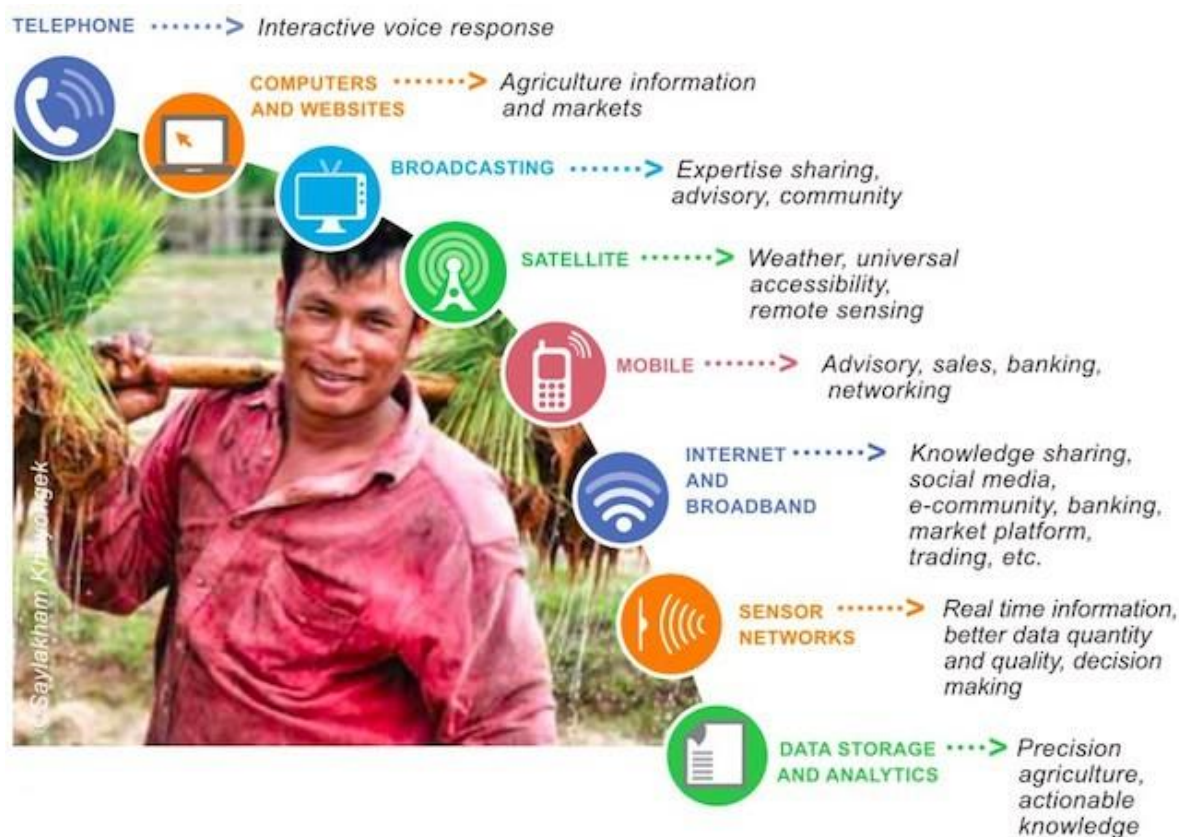 TELEPHONE Interactive voice response
COMPUTERS
AND WEBSITES
Agriculture information
and markets
BROADCASTING
Expertise sharing,
advisory, community
SATELLITE
Weather, universal
accessibility,
remote sensing
MOBILE
Advisory, sales, banking,
networking
INTERNET
AND
BROADBAND
Knowledge sharing,
social media,
e-community, banking,
market platform,
trading, etc.
SENSOR
NETWORKS
Real time information,
better data quantity
and quality, decision
making
DATA STORAGE
AND ANALYTICS
Precision
agriculture,
actionable
knowledge
Saylakham